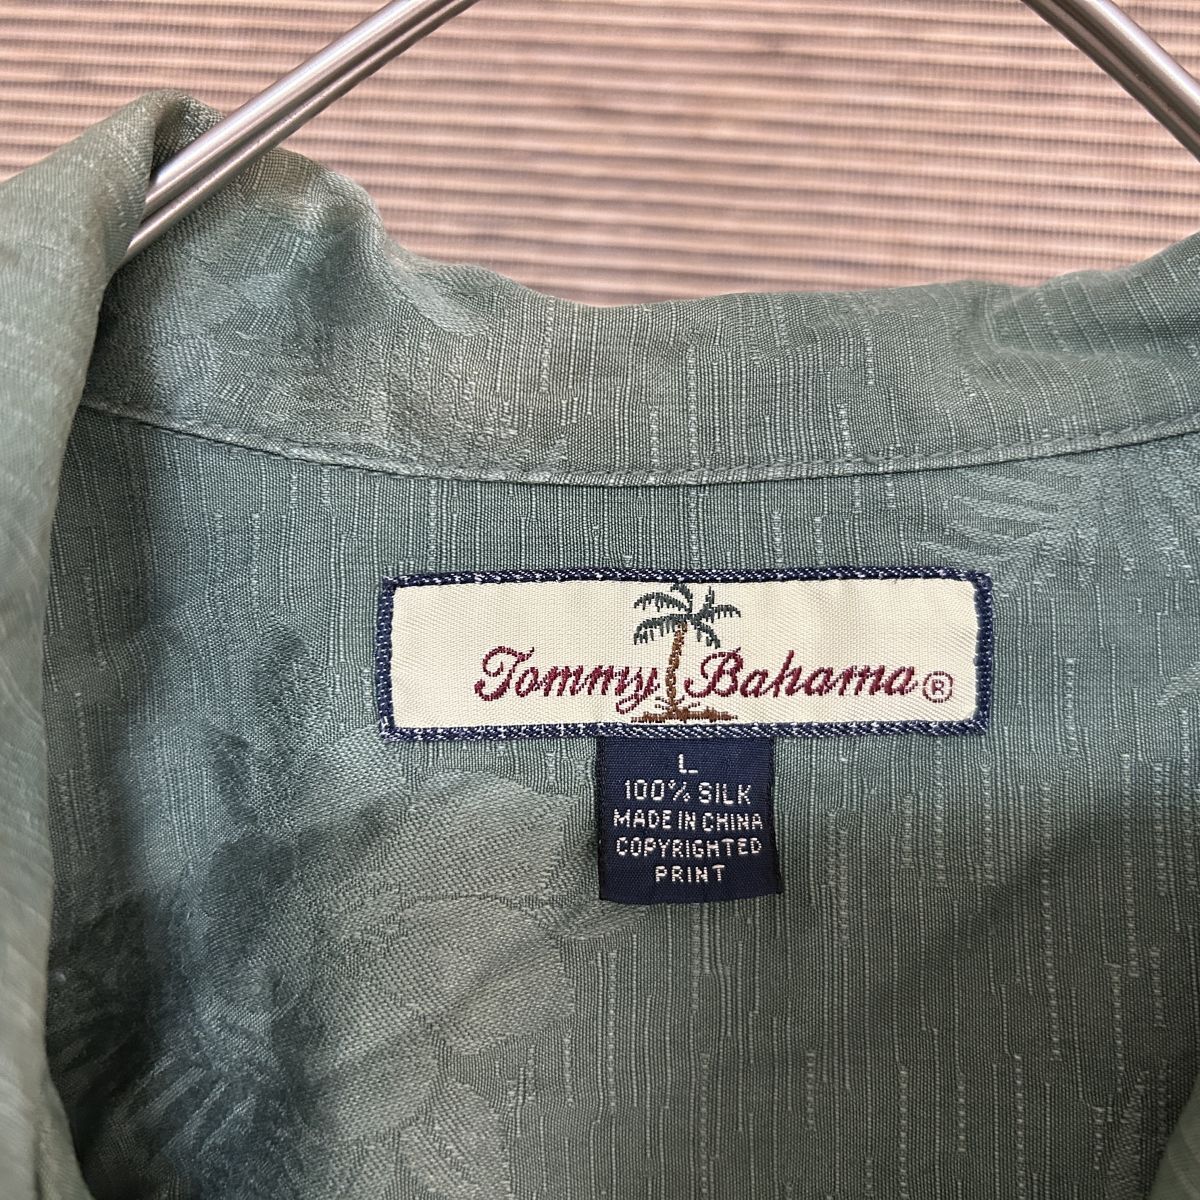 Tommy Bahama®
L
100% SILK
MADE IN CHINA
COPYRIGHTED
PRINT